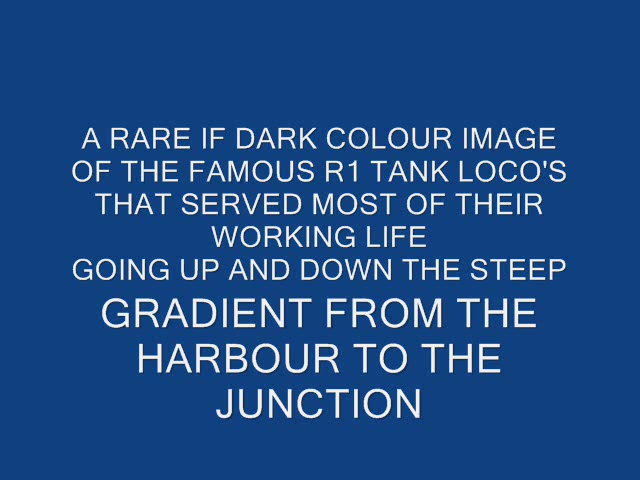 A RARE IF DARK COLOUR IMAGE
OF THE FAMOUS R1 TANK LOCO'S
THAT SERVED MOST OF THEIR
WORKING LIFE
GOING UP AND DOWN THE STEEP
GRADIENT FROM THE
HARBOUR TO THE
JUNCTION